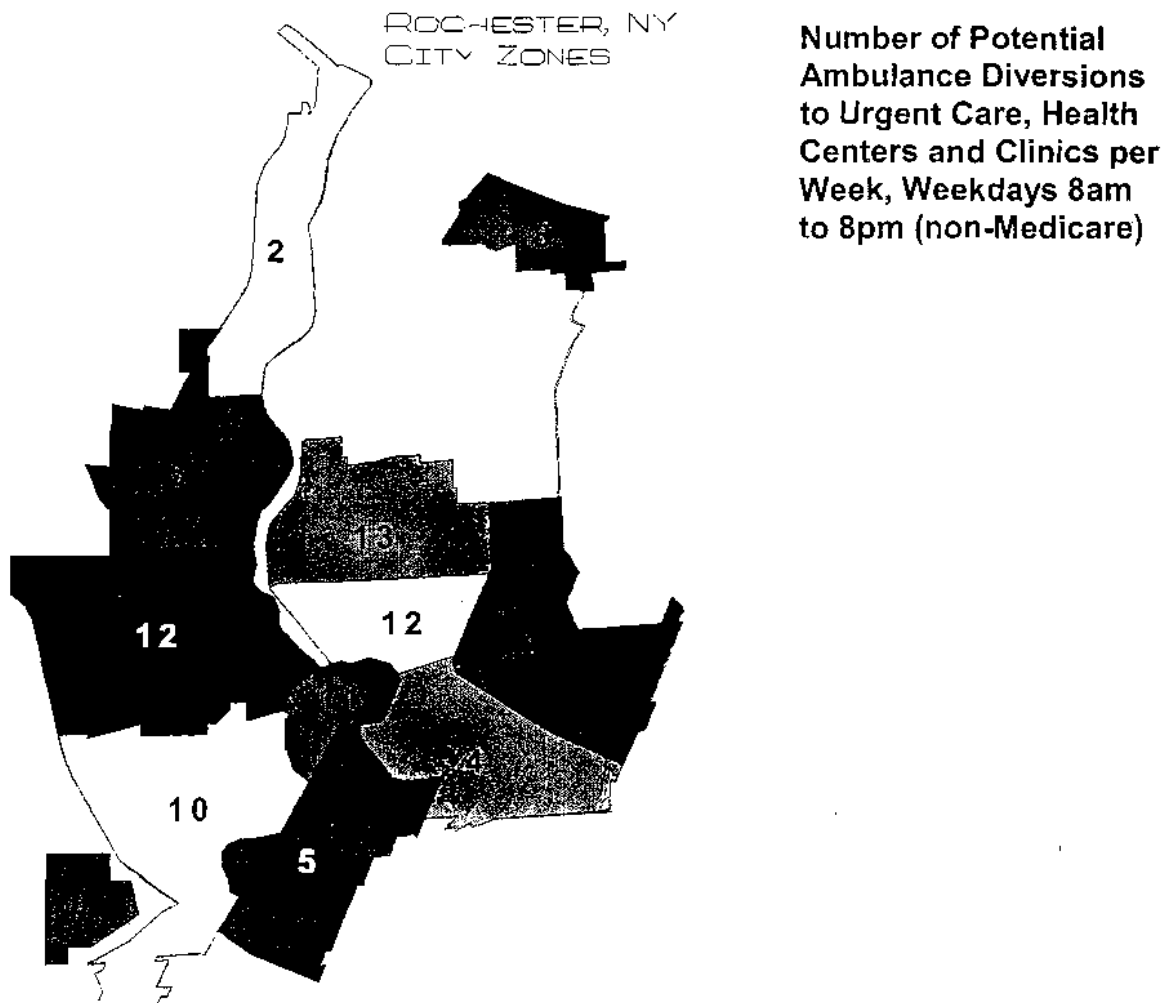 ROCHESTER, NY
CITY ZONES
Number of Potential
Ambulance Diversions
to Urgent Care, Health
Centers and Clinics per
Week, Weekdays 8am
to 8pm (non-Medicare)
2
13
12
12
10
5